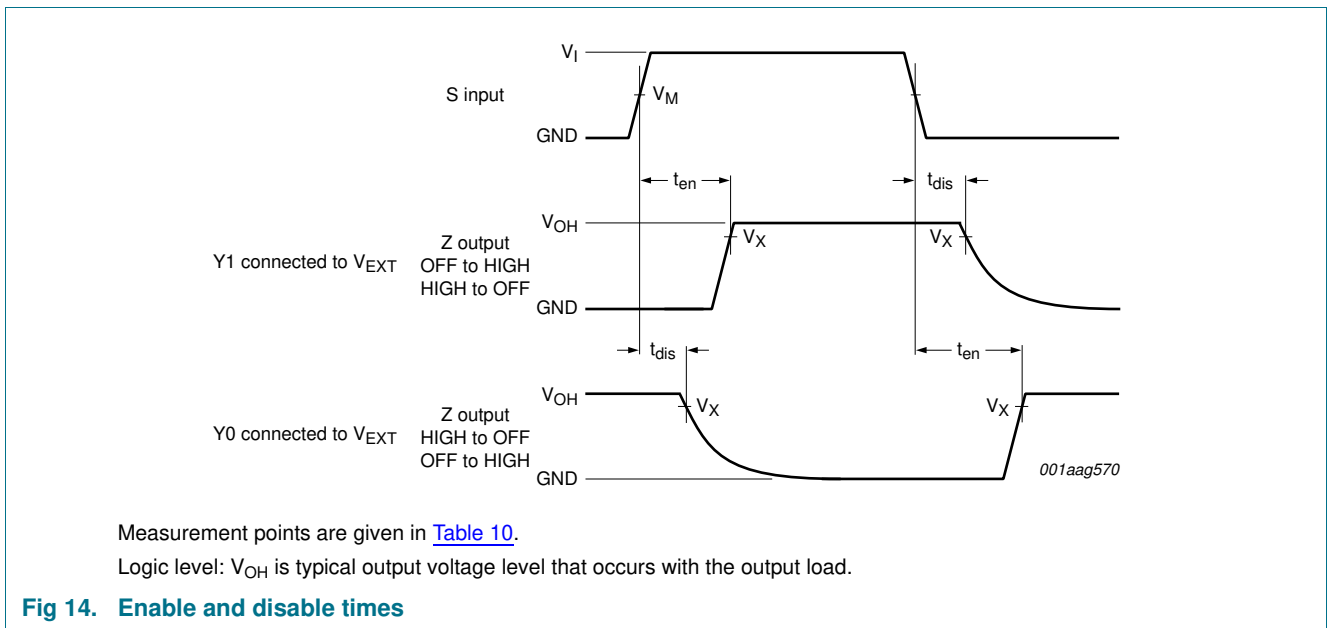 V_I
S input
V_M
GND
t_en
t_dis
V_OH
Y1 connected to V_EXT
Z output
OFF to HIGH
HIGH to OFF
V_X
V_X
GND
t_dis
t_en
V_OH
Y0 connected to V_EXT
Z output
HIGH to OFF
OFF to HIGH
V_X
V_X
GND
001aag570
Measurement points are given in Table 10.
Logic level: V_OH is typical output voltage level that occurs with the output load.
Fig 14. Enable and disable times